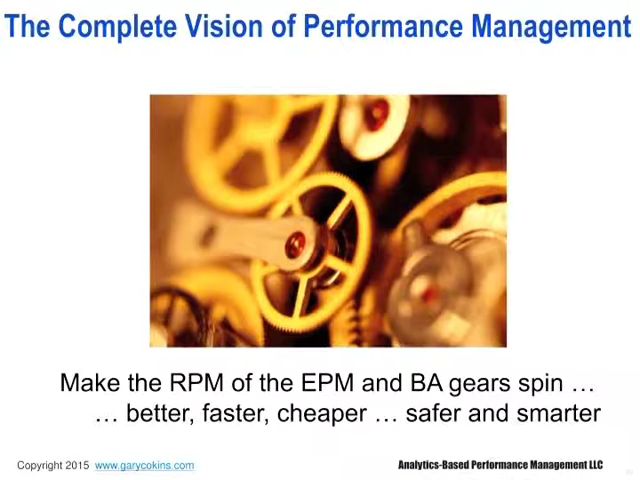 The Complete Vision of Performance Management
Make the RPM of the EPM and BA gears spin …
… better, faster, cheaper … safer and smarter
Copyright 2015 www.garycokins.com
Analytics-Based Performance Management LLC